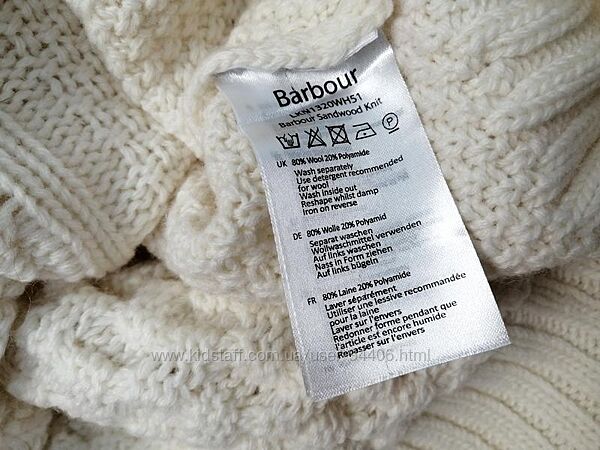 Barbour
LKN1320WH51
Barbour Sandwood Knit
P
UK 80% Wool 20% Polyamide
Wash separately
Use detergent recommended
for wool
Wash inside out
Reshape whilst damp
Iron on reverse
DE 80% Wolle 20% Polyamid
Separat waschen
Wollwaschmittel verwenden
Auf links waschen
Nass in Form ziehen
Auf links bügeln
FR 80% Laine 20% Polyamide
Laver séparément
Utiliser une lessive recommandée
pour la laine
Laver sur l'envers
Redonner forme pendant que
l'article est encore humide
Repasser sur l'envers